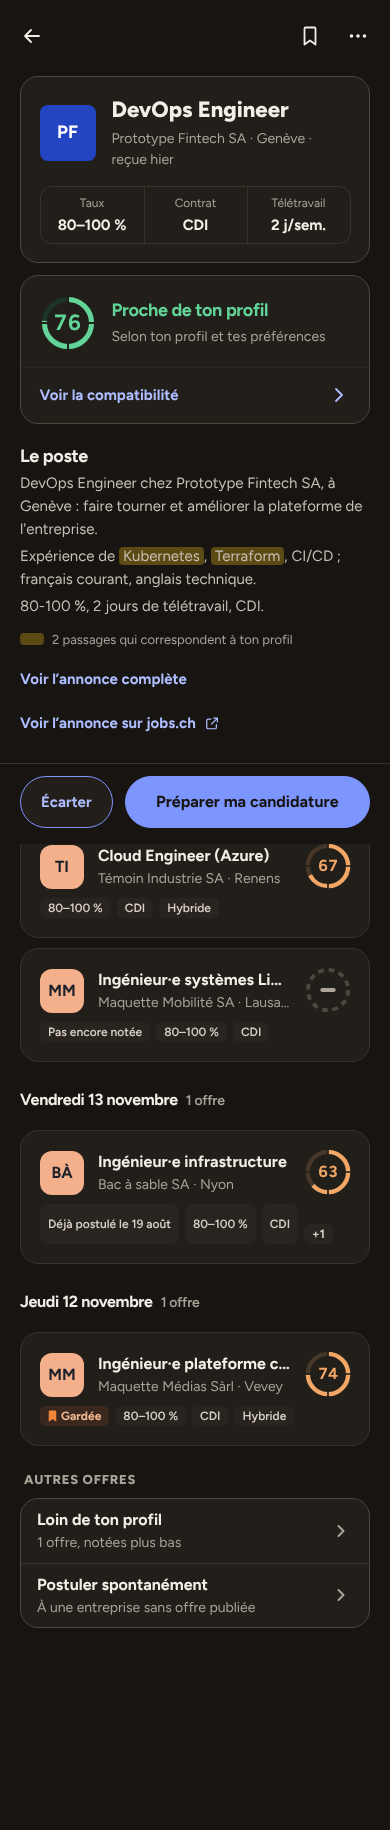 PF
DevOps Engineer
Prototype Fintech SA · Genève ·
reçue hier
Taux
Contrat
Télétravail
80–100 %
CDI
2 j/sem.
76
Proche de ton profil
Selon ton profil et tes préférences
Voir la compatibilité
Le poste
DevOps Engineer chez Prototype Fintech SA, à
Genève : faire tourner et améliorer la plateforme de
l'entreprise.
Expérience de Kubernetes, Terraform, CI/CD ;
français courant, anglais technique.
80-100 %, 2 jours de télétravail, CDI.
2 passages qui correspondent à ton profil
Voir l’annonce complète
Voir l’annonce sur jobs.ch
Écarter
Préparer ma candidature
TI
Cloud Engineer (Azure)
Témoin Industrie SA · Renens
67
80–100 %
CDI
Hybride
MM
Ingénieur·e systèmes Li...
Maquette Mobilité SA · Lausa...
Pas encore notée
80–100 %
CDI
Vendredi 13 novembre 1 offre
BÀ
Ingénieur·e infrastructure
Bac à sable SA · Nyon
63
Déjà postulé le 19 août
80–100 %
CDI
+1
Jeudi 12 novembre 1 offre
MM
Ingénieur·e plateforme c...
Maquette Médias Sàrl · Vevey
74
Gardée
80–100 %
CDI
Hybride
AUTRES OFFRES
Loin de ton profil
1 offre, notées plus bas
Postuler spontanément
À une entreprise sans offre publiée